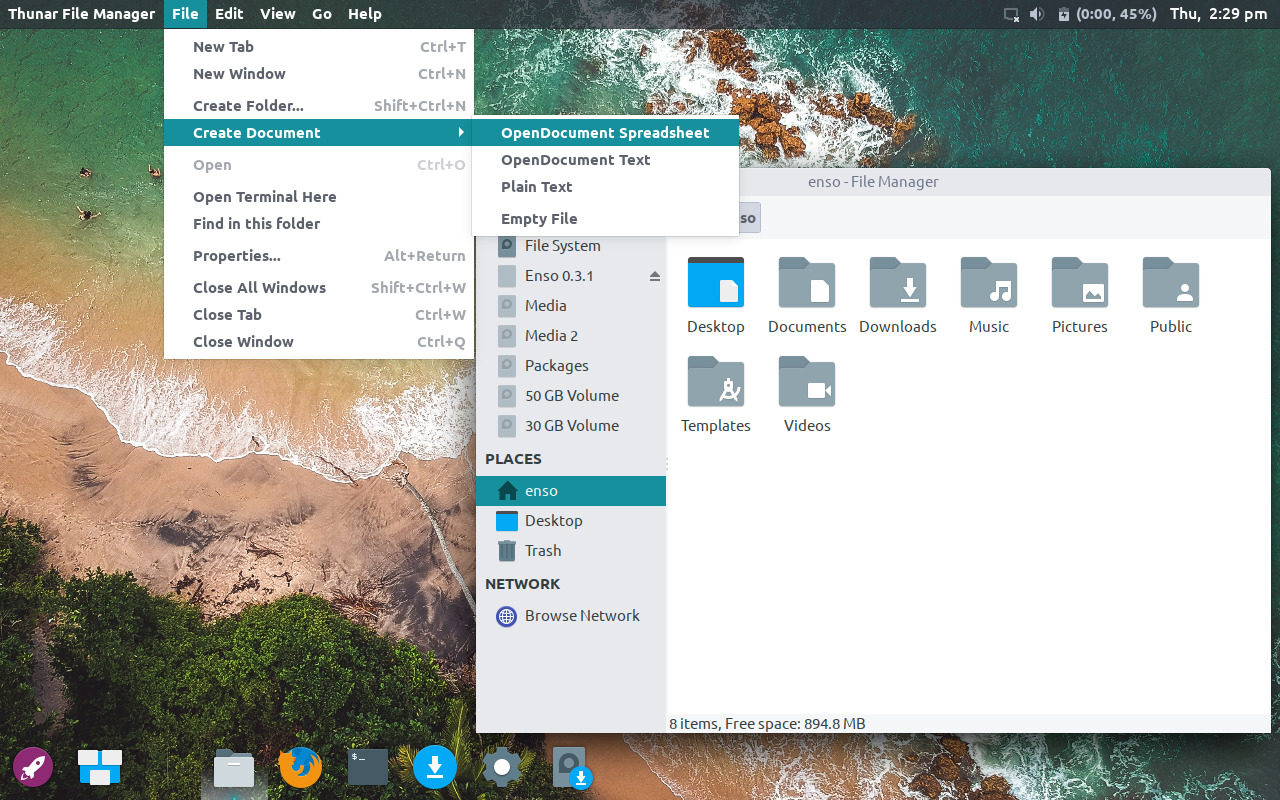 Thunar File Manager File Edit View Go Help (0:00, 45%) Thu, 2:29 pm
New Tab Ctrl+T
New Window Ctrl+N
Create Folder... Shift+Ctrl+N
Create Document
Open Ctrl+O
Open Terminal Here
Find in this folder
Properties... Alt+Return
Close All Windows Shift+Ctrl+W
Close Tab Ctrl+W
Close Window Ctrl+Q
OpenDocument Spreadsheet
OpenDocument Text
Plain Text
Empty File
enso - File Manager
so
File System
Enso 0.3.1
Media
Media 2
Packages
50 GB Volume
30 GB Volume
PLACES
enso
Desktop
Trash
NETWORK
Browse Network
Desktop Documents Downloads Music Pictures Public
Templates Videos
8 items, Free space: 894.8 MB
$_